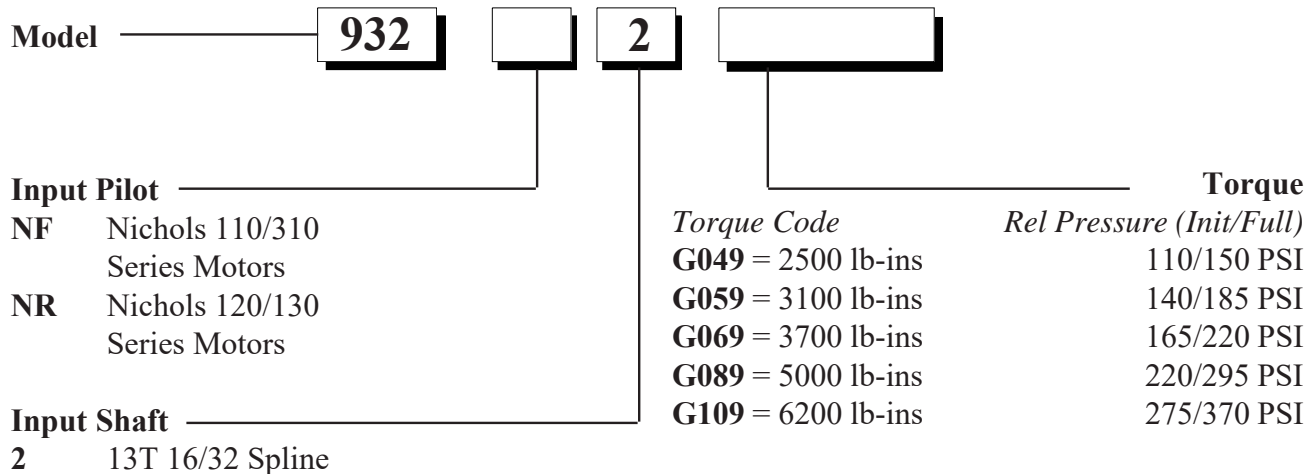 Model 932 2
Input Pilot
NF Nichols 110/310
Series Motors
NR Nichols 120/130
Series Motors
Input Shaft
2 13T 16/32 Spline
Torque
Torque Code Rel Pressure (Init/Full)
G049 = 2500 lb-ins 110/150 PSI
G059 = 3100 lb-ins 140/185 PSI
G069 = 3700 lb-ins 165/220 PSI
G089 = 5000 lb-ins 220/295 PSI
G109 = 6200 lb-ins 275/370 PSI